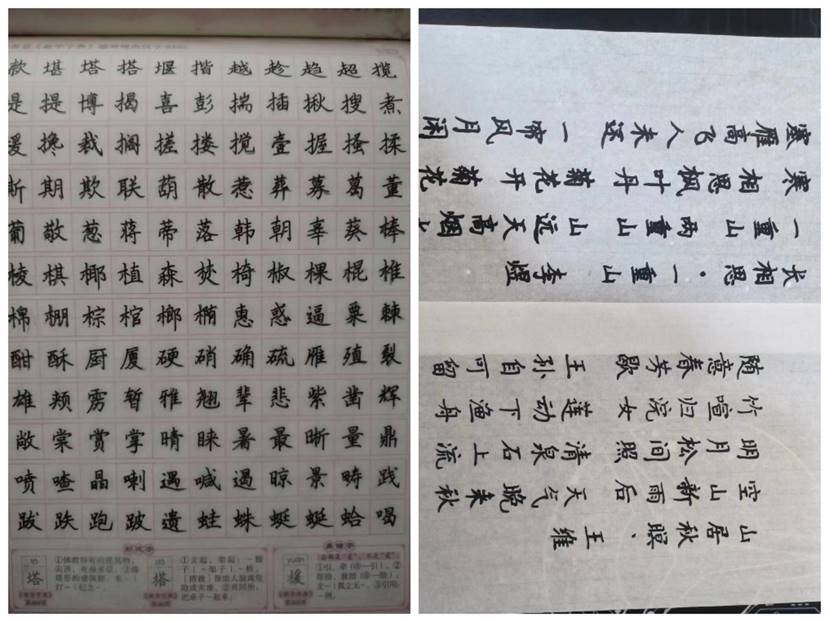 款堪塔搭堰揩越趁趋超揽
是提博揭喜彭揣插揪搜煮
援搀裁搁搓搂搅壹握搔揉
斯期欺联葫散惹葬募葛董
葡敬葱蒋蒂落韩朝辜葵棒
棱棋椰植森焚椅椒棵棍椎
棉棚棕棺榔椭惠惑逼粟棘
酣酥厨厦硬硝确硫雁殖裂
雄颊雳暂雅翘辈悲紫凿辉
敞棠赏掌晴睐暑最晰量鼎
喷喳晶喇遇喊遏晾景畴践
跋跌跑跛遗蛙蛛蜓蜒蛤喝
塔 搭 援
长相思·一重山 李煜
一重山 两重山 山远天高烟
寒相思枫叶丹 菊花开 菊花
塞雁高飞人未还 一帘风月闲
山居秋暝、王维
空山新雨后 天气晚来秋
明月松间照 清泉石上流
竹喧归浣女 莲动下渔舟
随意春芳歇 王孙自可留